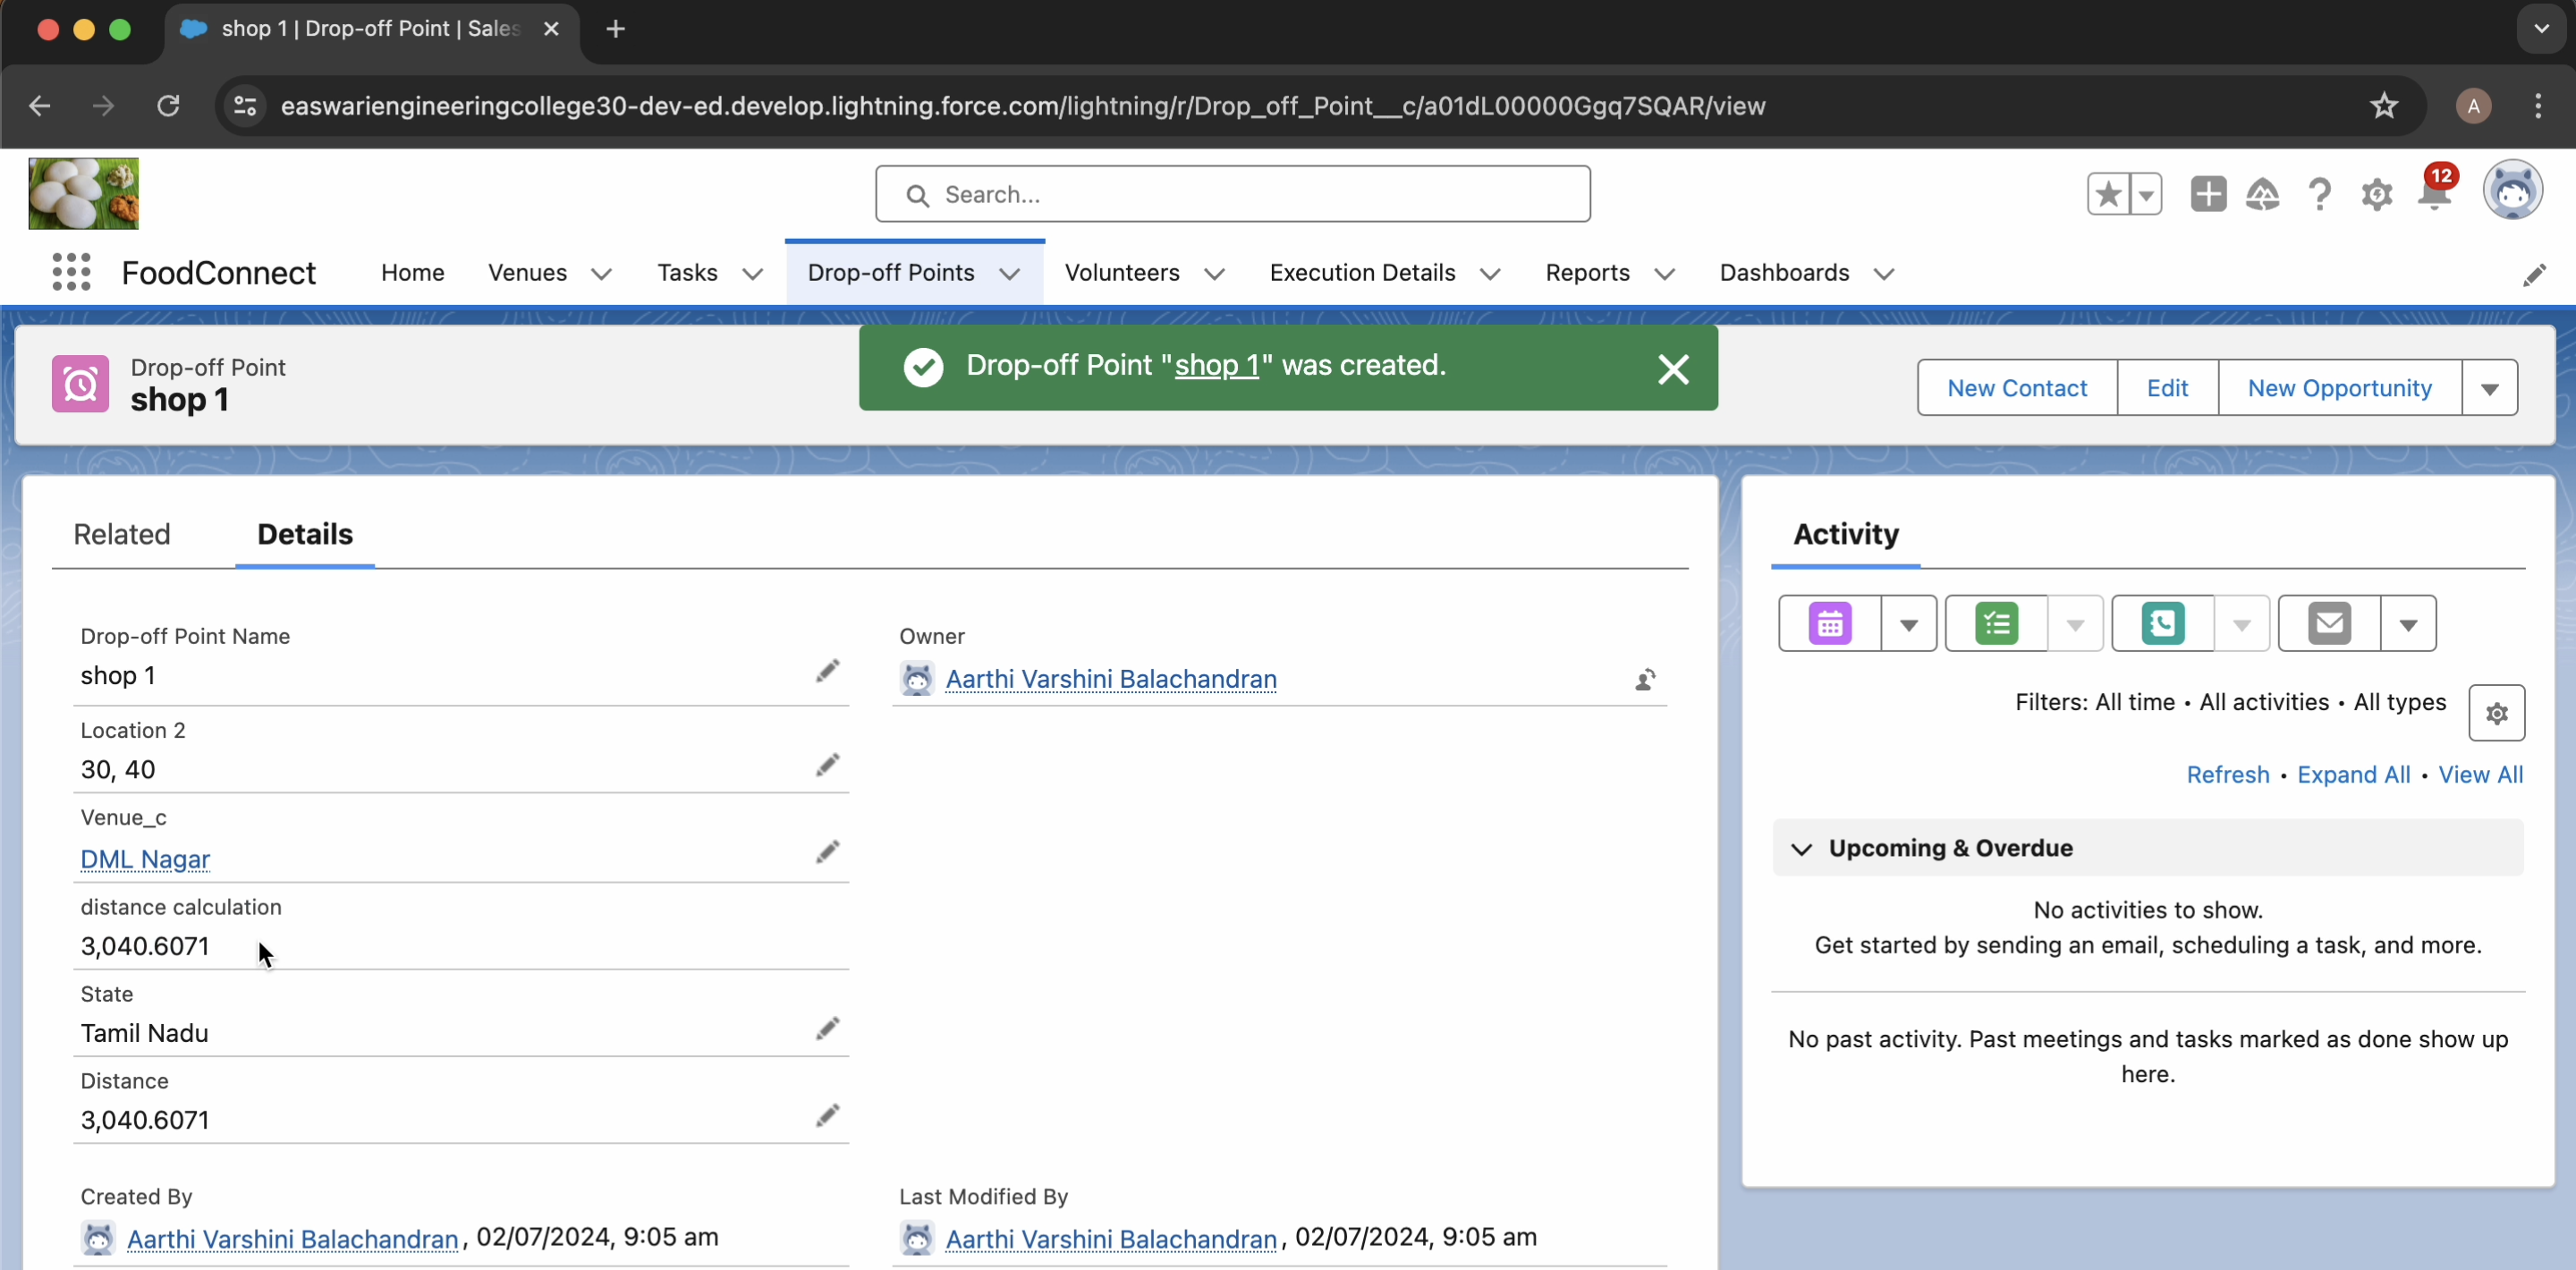 shop 1 | Drop-off Point | Sales
easwariengineeringcollege30-dev-ed.develop.lightning.force.com/lightning/r/Drop_off_Point__c/a01dL00000Ggq7SQAR/view
A
Search...
12
FoodConnect Home Venues Tasks Drop-off Points Volunteers Execution Details Reports Dashboards
Drop-off Point
shop 1
Drop-off Point "shop 1" was created.
New Contact Edit New Opportunity
Related Details
Drop-off Point Name
shop 1
Owner
Aarthi Varshini Balachandran
Location 2
30, 40
Venue_c
DML Nagar
distance calculation
3,040.6071
State
Tamil Nadu
Distance
3,040.6071
Created By
Aarthi Varshini Balachandran, 02/07/2024, 9:05 am
Last Modified By
Aarthi Varshini Balachandran, 02/07/2024, 9:05 am
Activity
Filters: All time • All activities • All types
Refresh • Expand All • View All
Upcoming & Overdue
No activities to show.
Get started by sending an email, scheduling a task, and more.
No past activity. Past meetings and tasks marked as done show up
here.